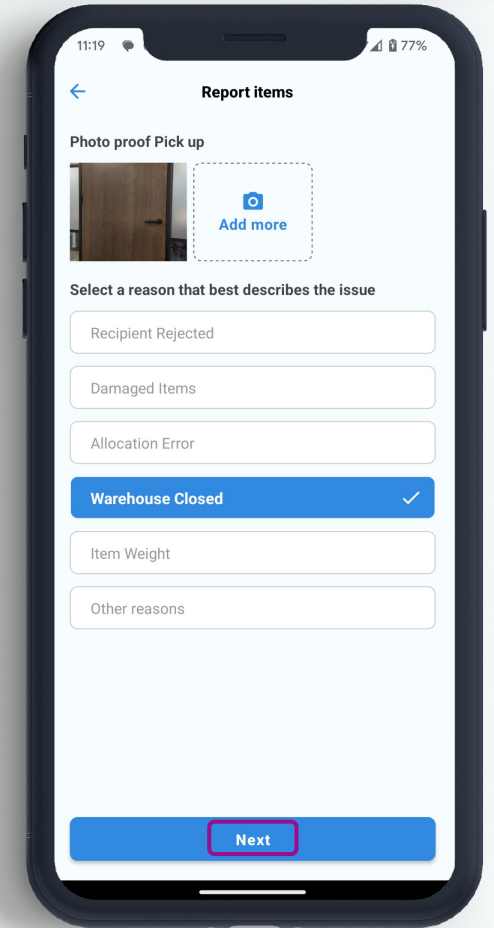 11:19
77%
Report items
Photo proof Pick up
Add more
Select a reason that best describes the issue
Recipient Rejected
Damaged Items
Allocation Error
Warehouse Closed
Item Weight
Other reasons
Next